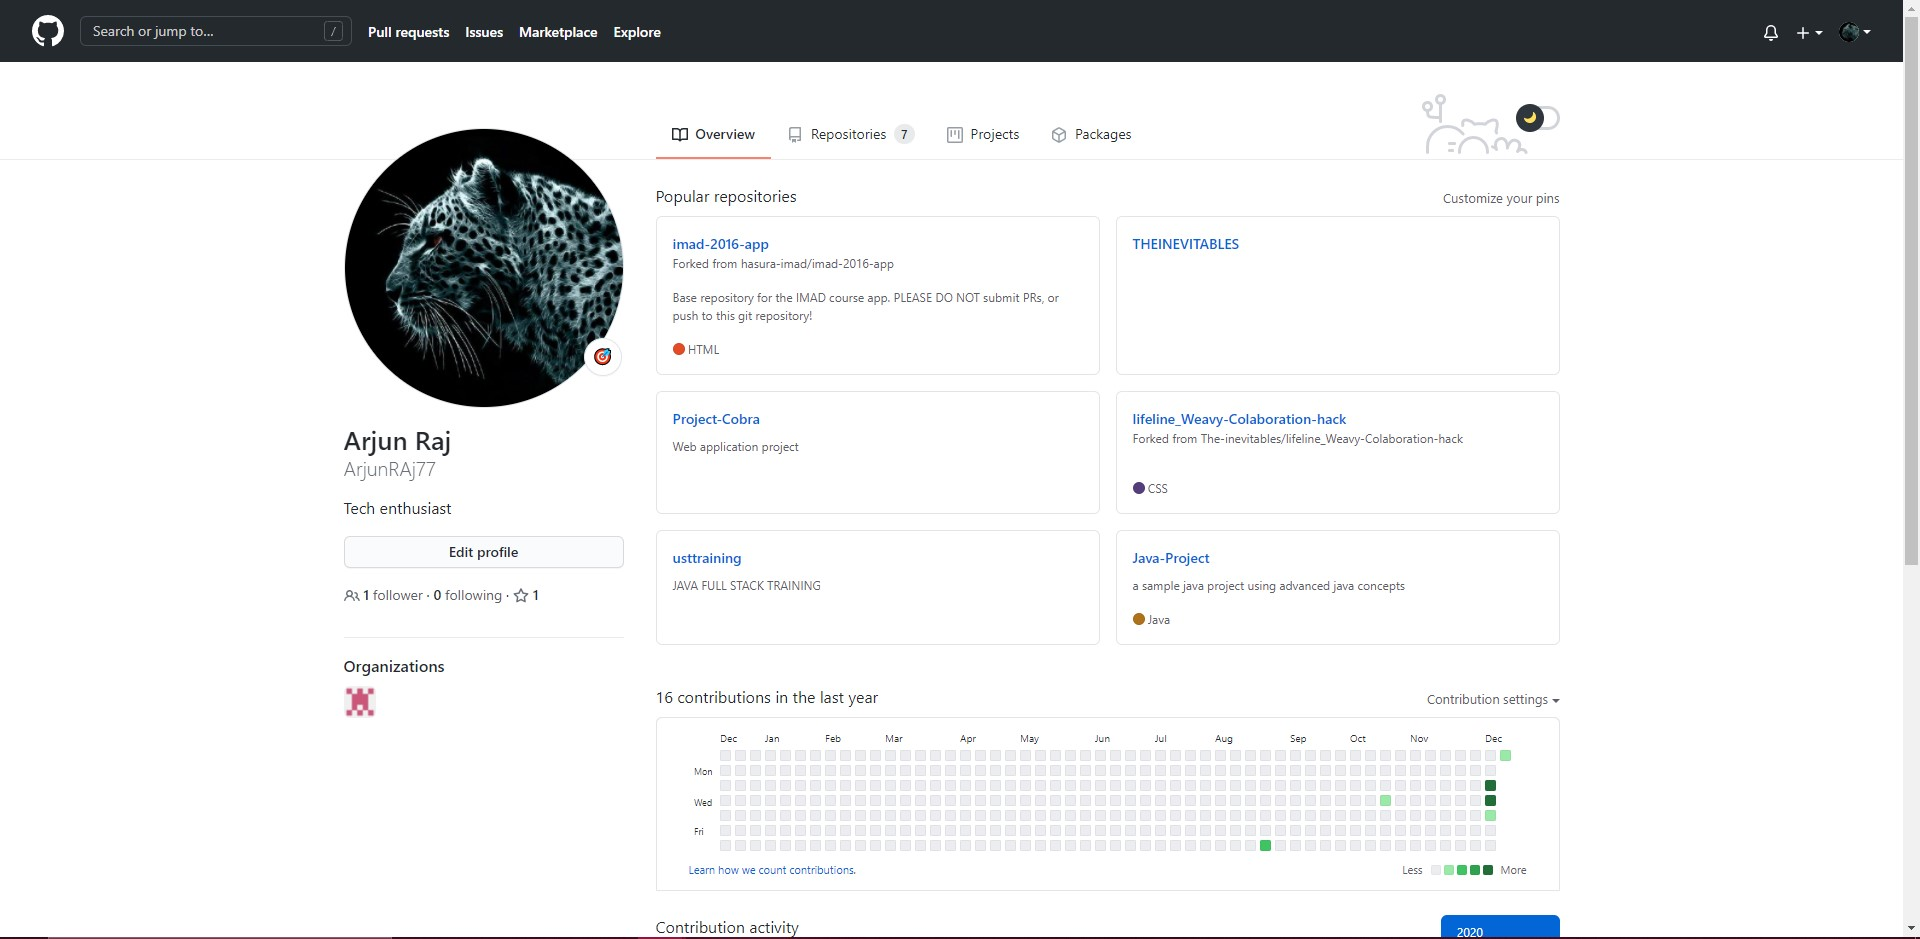 Search or jump to... /
Pull requests Issues Marketplace Explore
Overview Repositories 7 Projects Packages
Arjun Raj
ArjunRAj77
Tech enthusiast
Edit profile
1 follower · 0 following · 1
Organizations
Popular repositories
Customize your pins
imad-2016-app
Forked from hasura-imad/imad-2016-app
Base repository for the IMAD course app. PLEASE DO NOT submit PRs, or
push to this git repository!
HTML
THEINEVITABLES
Project-Cobra
Web application project
lifeline_Weavy-Colaboration-hack
Forked from The-inevitables/lifeline_Weavy-Colaboration-hack
CSS
usttraining
JAVA FULL STACK TRAINING
Java-Project
a sample java project using advanced java concepts
Java
16 contributions in the last year
Contribution settings
Dec Jan Feb Mar Apr May Jun Jul Aug Sep Oct Nov Dec
Mon
Wed
Fri
Learn how we count contributions.
Less More
Contribution activity
2020